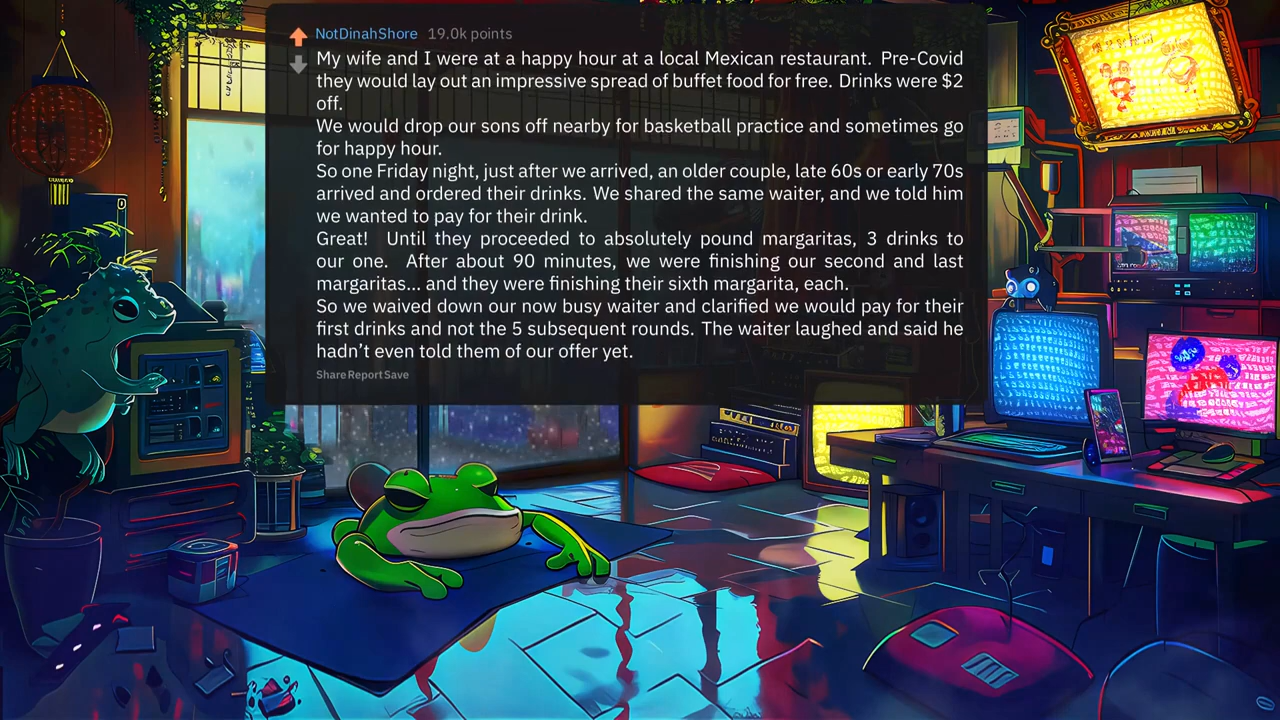 NotDinahShore 19.0k points
My wife and I were at a happy hour at a local Mexican restaurant. Pre-Covid
they would lay out an impressive spread of buffet food for free. Drinks were $2
off.
We would drop our sons off nearby for basketball practice and sometimes go
for happy hour.
So one Friday night, just after we arrived, an older couple, late 60s or early 70s
arrived and ordered their drinks. We shared the same waiter, and we told him
we wanted to pay for their drink.
Great! Until they proceeded to absolutely pound margaritas, 3 drinks to
our one. After about 90 minutes, we were finishing our second and last
margaritas... and they were finishing their sixth margarita, each.
So we waived down our now busy waiter and clarified we would pay for their
first drinks and not the 5 subsequent rounds. The waiter laughed and said he
hadn't even told them of our offer yet.
Share Report Save